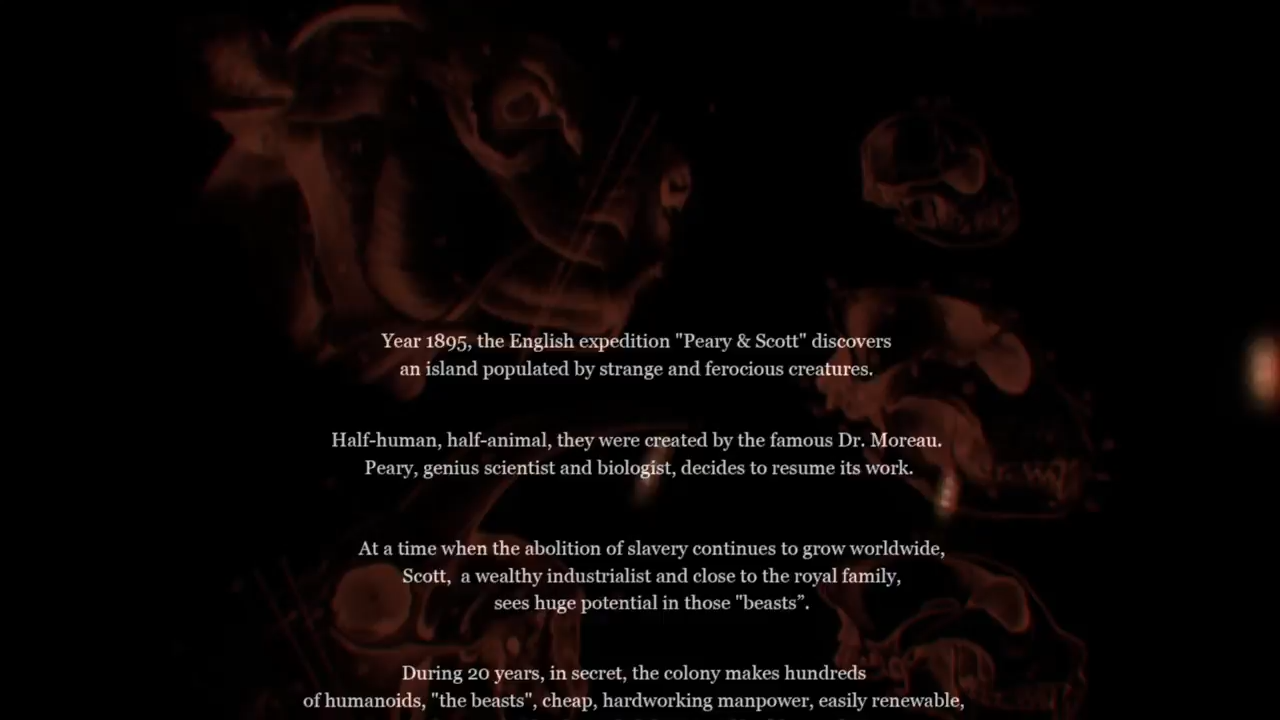 Year 1895, the English expedition "Peary & Scott" discovers
an island populated by strange and ferocious creatures.
Half-human, half-animal, they were created by the famous Dr. Moreau.
Peary, genius scientist and biologist, decides to resume its work.
At a time when the abolition of slavery continues to grow worldwide,
Scott,  a wealthy industrialist and close to the royal family,
sees huge potential in those "beasts”.
During 20 years, in secret, the colony makes hundreds
of humanoids, "the beasts", cheap, hardworking manpower, easily renewable,